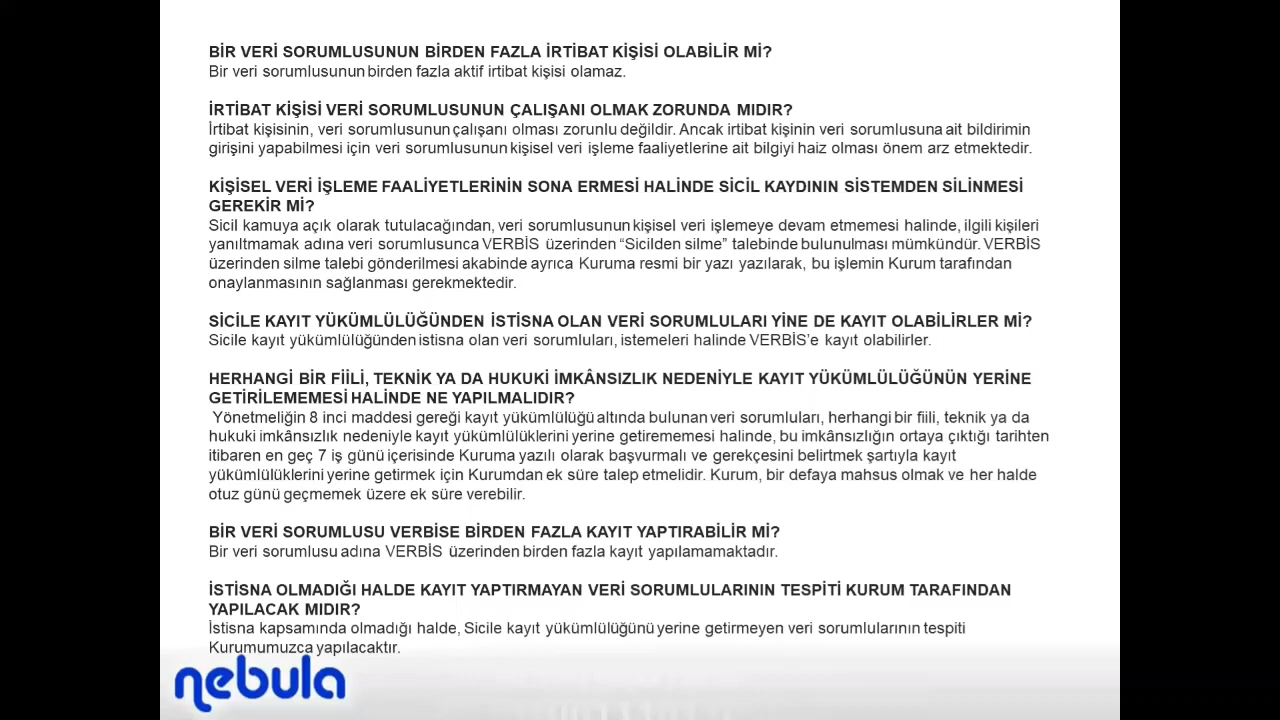 BİR VERİ SORUMLUSUNUN BİRDEN FAZLA İRTİBAT KİŞİSİ OLABİLİR Mİ?
Bir veri sorumlusunun birden fazla aktif irtibat kişisi olamaz.
İRTİBAT KİŞİSİ VERİ SORUMLUSUNUN ÇALIŞANI OLMAK ZORUNDA MIDIR?
İrtibat kişisinin, veri sorumlusunun çalışanı olması zorunlu değildir. Ancak irtibat kişinin veri sorumlusuna ait bildirimin
girişini yapabilmesi için veri sorumlusunun kişisel veri işleme faaliyetlerine ait bilgiyi haiz olması önem arz etmektedir.
KİŞİSEL VERİ İŞLEME FAALİYETLERİNİN SONA ERMESİ HALİNDE SİCİL KAYDININ SİSTEMDEN SİLİNMESİ
GEREKİR Mİ?
Sicil kamuya açık olarak tutulacağından, veri sorumlusunun kişisel veri işlemeye devam etmemesi halinde, ilgili kişileri
yanıltmamak adına veri sorumlusunca VERBİS üzerinden “Sicilden silme” talebinde bulunulması mümkündür. VERBİS
üzerinden silme talebi gönderilmesi akabinde ayrıca Kuruma resmi bir yazı yazılarak, bu işlemin Kurum tarafından
onaylanmasının sağlanması gerekmektedir.
SİCİLE KAYIT YÜKÜMLÜLÜĞÜNDEN İSTİSNA OLAN VERİ SORUMLULARI YİNE DE KAYIT OLABİLİRLER Mİ?
Sicile kayıt yükümlülüğünden istisna olan veri sorumluları, istemeleri halinde VERBİS’e kayıt olabilirler.
HERHANGİ BİR FİİLİ, TEKNİK YA DA HUKUKİ İMKÂNSIZLIK NEDENİYLE KAYIT YÜKÜMLÜLÜĞÜNÜN YERİNE
GETİRİLEMEMESİ HALİNDE NE YAPILMALIDIR?
Yönetmeliğin 8 inci maddesi gereği kayıt yükümlülüğü altında bulunan veri sorumluları, herhangi bir fiili, teknik ya da
hukuki imkânsızlık nedeniyle kayıt yükümlülüklerini yerine getirememesi halinde, bu imkânsızlığın ortaya çıktığı tarihten
itibaren en geç 7 iş günü içerisinde Kuruma yazılı olarak başvurmalı ve gerekçesini belirtmek şartıyla kayıt
yükümlülüklerini yerine getirmek için Kurumdan ek süre talep etmelidir. Kurum, bir defaya mahsus olmak ve her halde
otuz günü geçmemek üzere ek süre verebilir.
BİR VERİ SORUMLUSU VERBİSE BİRDEN FAZLA KAYIT YAPTIRABİLİR Mİ?
Bir veri sorumlusu adına VERBİS üzerinden birden fazla kayıt yapılamamaktadır.
İSTİSNA OLMADIĞI HALDE KAYIT YAPTIRMAYAN VERİ SORUMLULARININ TESPİTİ KURUM TARAFINDAN
YAPILACAK MIDIR?
İstisna kapsamında olmadığı halde, Sicile kayıt yükümlülüğünü yerine getirmeyen veri sorumlularının tespiti
Kurumumuzca yapılacaktır.
nebula